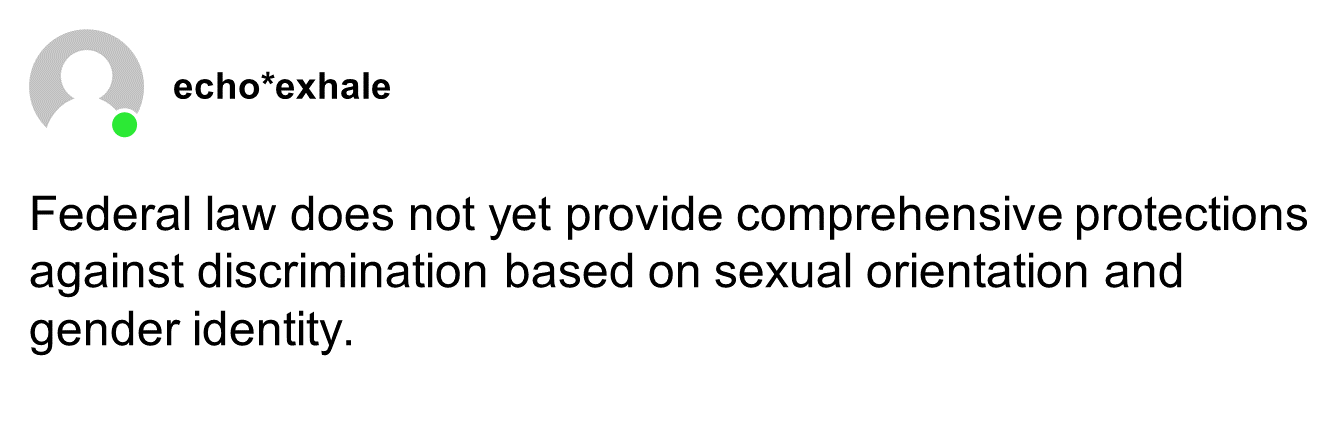 echo*exhale
Federal law does not yet provide comprehensive protections
against discrimination based on sexual orientation and
gender identity.